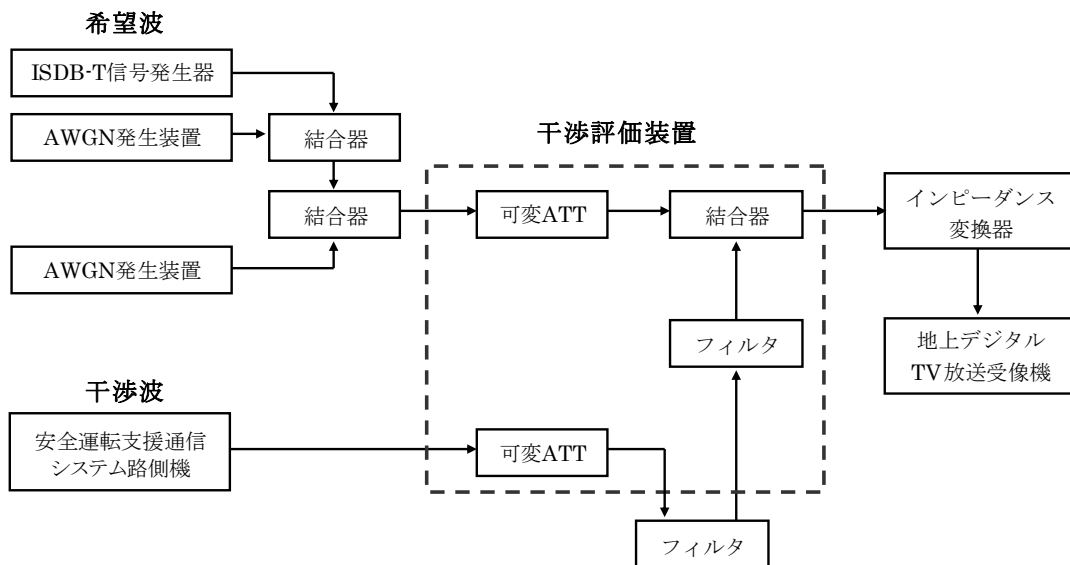 希望波
ISDB-T信号発生器
AWGN発生装置
結合器
干渉評価装置
結合器
可変ATT
結合器
インピーダンス
変換器
AWGN発生装置
フィルタ
地上デジタル
TV放送受像機
干渉波
安全運転支援通信
システム路側機
可変ATT
フィルタ